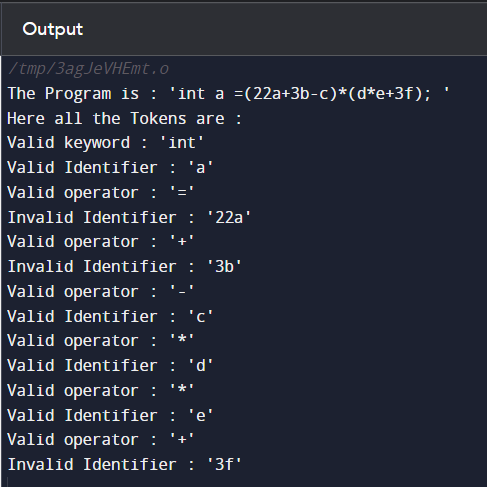 Output
/tmp/3agJeVHEmt.o
The Program is : 'int a =(22a+3b-c)*(d*e+3f); '
Here all the Tokens are :
Valid keyword : 'int'
Valid Identifier : 'a'
Valid operator : '='
Invalid Identifier : '22a'
Valid operator : '+'
Invalid Identifier : '3b'
Valid operator : '-'
Valid Identifier : 'c'
Valid operator : '*'
Valid Identifier : 'd'
Valid operator : '*'
Valid Identifier : 'e'
Valid operator : '+'
Invalid Identifier : '3f'